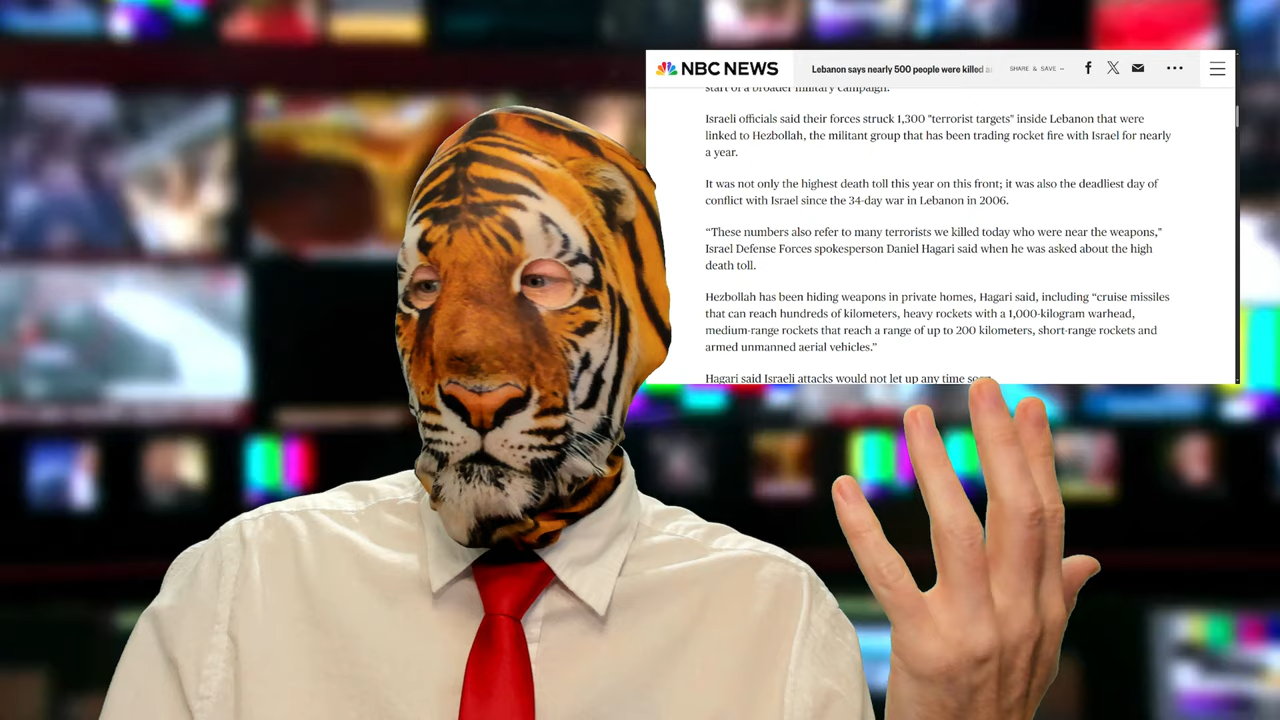 NBC NEWS
Lebanon says nearly 500 people were killed
SHARE & SAVE —
start of a broader military campaign.
Israeli officials said their forces struck 1,300 "terrorist targets" inside Lebanon that were
linked to Hezbollah, the militant group that has been trading rocket fire with Israel for nearly
a year.
It was not only the highest death toll this year on this front; it was also the deadliest day of
conflict with Israel since the 34-day war in Lebanon in 2006.
“These numbers also refer to many terrorists we killed today who were near the weapons,”
Israel Defense Forces spokesperson Daniel Hagari said when he was asked about the high
death toll.
Hezbollah has been hiding weapons in private homes, Hagari said, including “cruise missiles
that can reach hundreds of kilometers, heavy rockets with a 1,000-kilogram warhead,
medium-range rockets that reach a range of up to 200 kilometers, short-range rockets and
armed unmanned aerial vehicles.”
Hagari said Israeli attacks would not let up any time